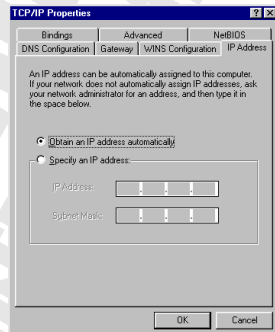 TCP/IP Properties
Bindings
Advanced
NetBIOS
DNS Configuration
Gateway
WINS Configuration
IP Address
An IP address can be automatically assigned to this computer.
If your network does not automatically assign IP addresses, ask
your network administrator for an address, and then type it in
the space below.
Obtain an IP address automatically
Specify an IP address:
IP Address:
Subnet Mask:
OK
Cancel